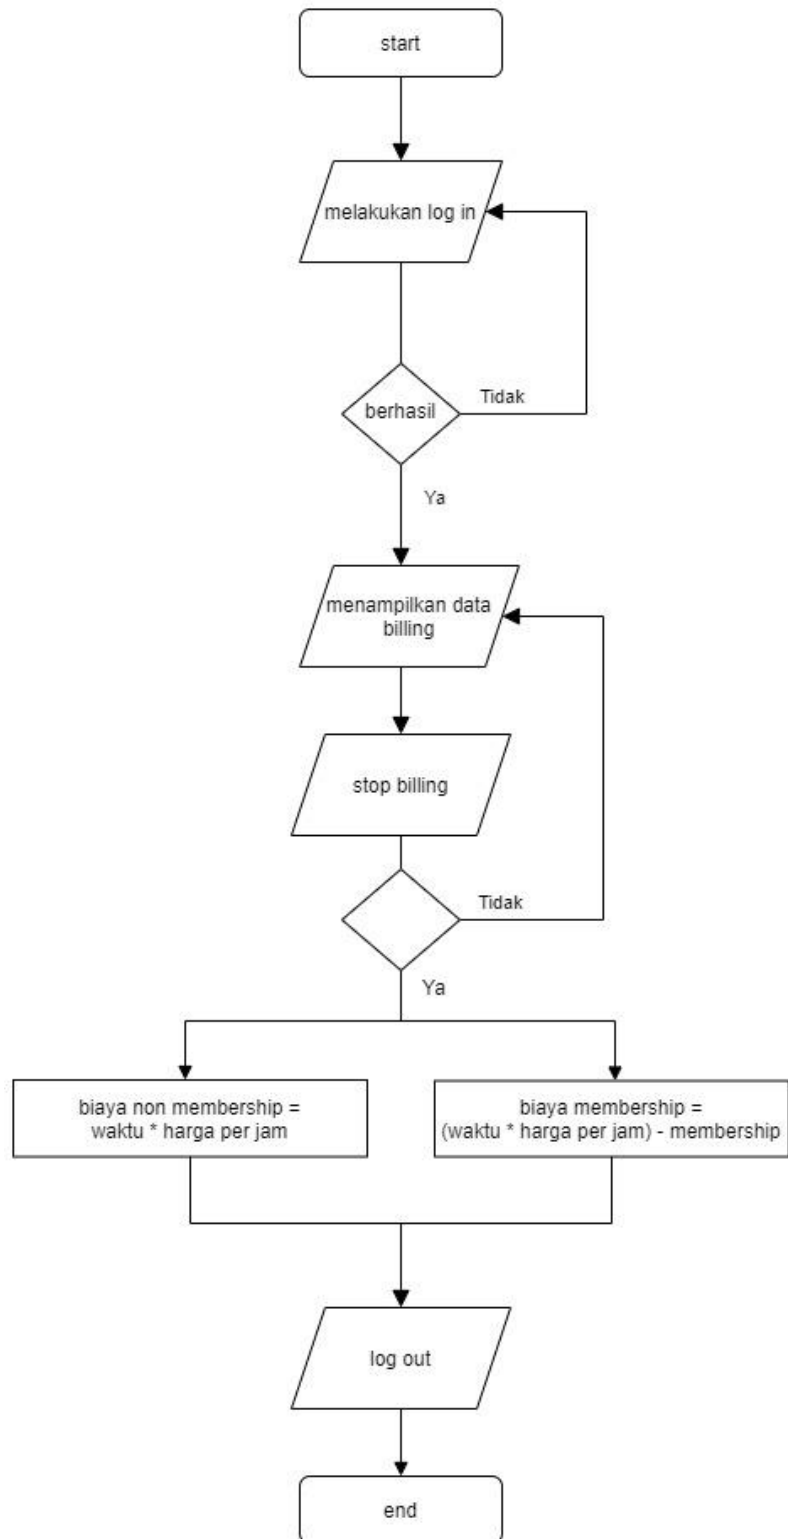 start
melakukan log in
berhasil
Tidak
Ya
menampilkan data
billing
stop billing
Tidak
Ya
biaya non membership =
waktu * harga per jam
biaya membership =
(waktu * harga per jam) - membership
log out
end